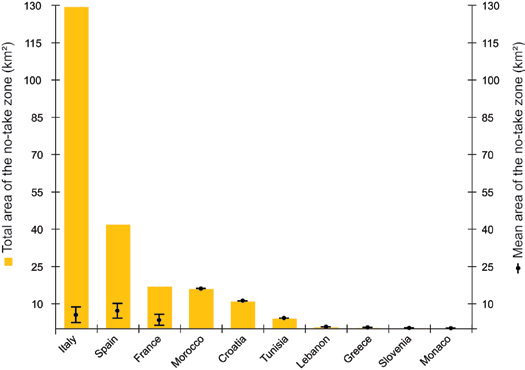 Total area of the no-take zone (km²)
130
115
100
85
70
55
40
25
10
130
115
100
85
70
55
40
25
10
Mean area of the no-take zone (km²)
Italy
Spain
France
Morocco
Croatia
Tunisia
Lebanon
Greece
Slovenia
Monaco